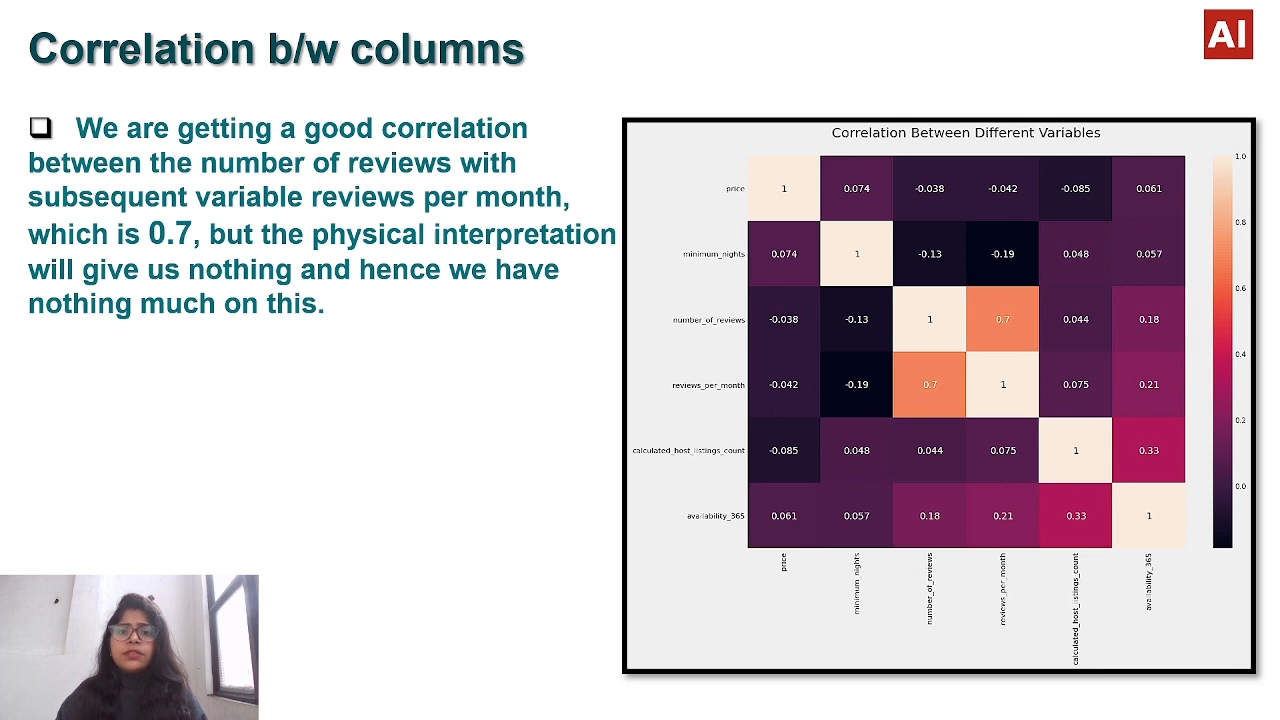 Correlation b/w columns
AI
❑ We are getting a good correlation
between the number of reviews with
subsequent variable reviews per month,
which is 0.7, but the physical interpretation
will give us nothing and hence we have
nothing much on this.
Correlation Between Different Variables
price 1 0.074 -0.038 -0.042 -0.085 0.061
minimum_nights 0.074 1 -0.13 -0.19 0.048 0.057
number_of_reviews -0.038 -0.13 1 0.7 0.044 0.18
reviews_per_month -0.042 -0.19 0.7 1 0.075 0.21
calculated_host_listings_count -0.085 0.048 0.044 0.075 1 0.33
availability_365 0.061 0.057 0.18 0.21 0.33 1
price
minimum_nights
number_of_reviews
reviews_per_month
calculated_host_listings_count
availability_365
1.0
0.8
0.6
0.4
0.2
0.0